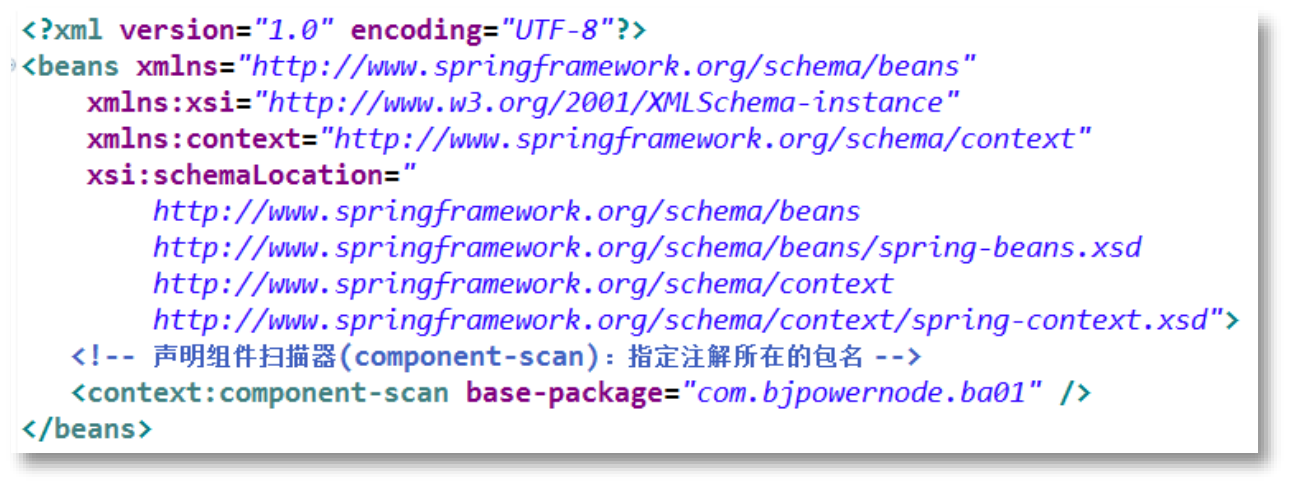 <?xml version="1.0" encoding="UTF-8"?>
<beans xmlns="http://www.springframework.org/schema/beans"
xmlns:xsi="http://www.w3.org/2001/XMLSchema-instance"
xmlns:context="http://www.springframework.org/schema/context"
xsi:schemaLocation="
http://www.springframework.org/schema/beans
http://www.springframework.org/schema/beans/spring-beans.xsd
http://www.springframework.org/schema/context
http://www.springframework.org/schema/context/spring-context.xsd">
<!-- 声明组件扫描器(component-scan)：指定注解所在的包名 -->
<context:component-scan base-package="com.bjpowernode.ba01" />
</beans>